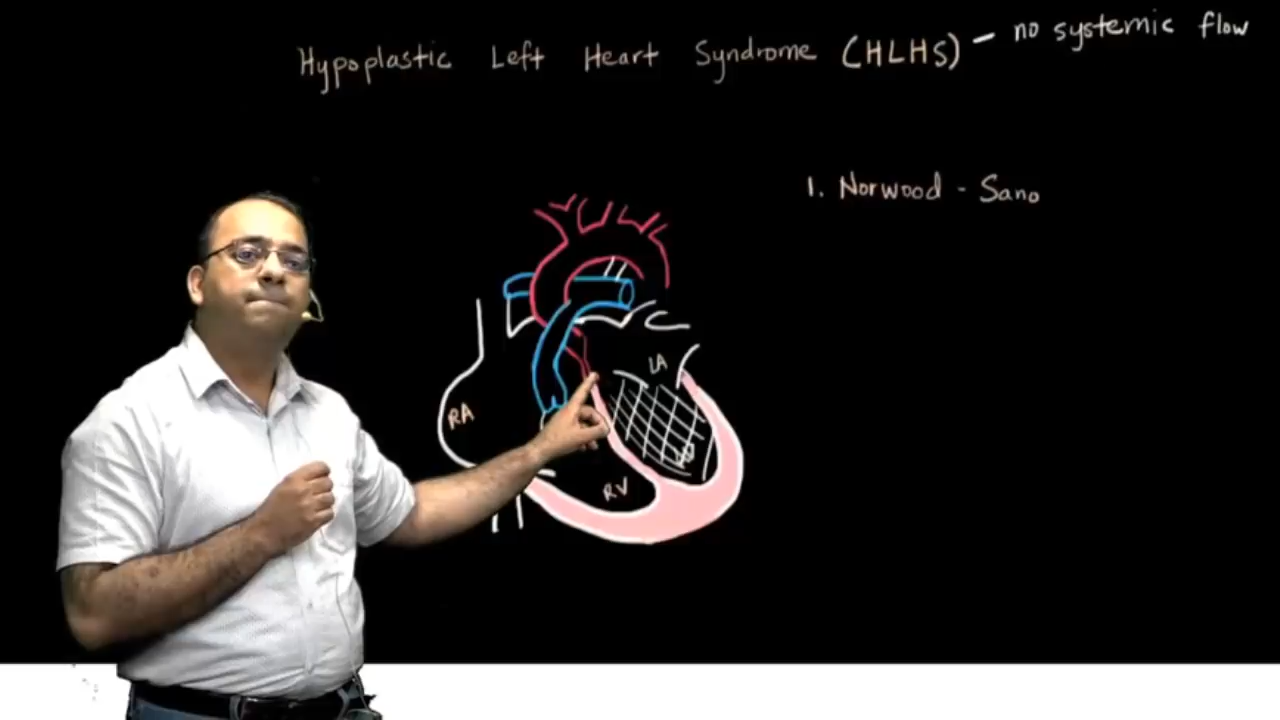 Hypoplastic Left Heart Syndrome (HLHS) - no systemic flow
1. Norwood - Sano
LA
RA
RV